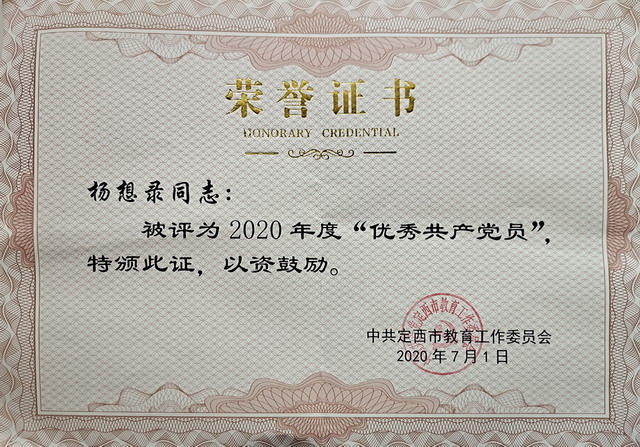 荣誉证书
HONORARY CREDENTIAL
杨想录同志：
被评为2020年度“优秀共产党员”，
特颁此证，以资鼓励。
中共定西市教育工作委员会
2020年7月1日